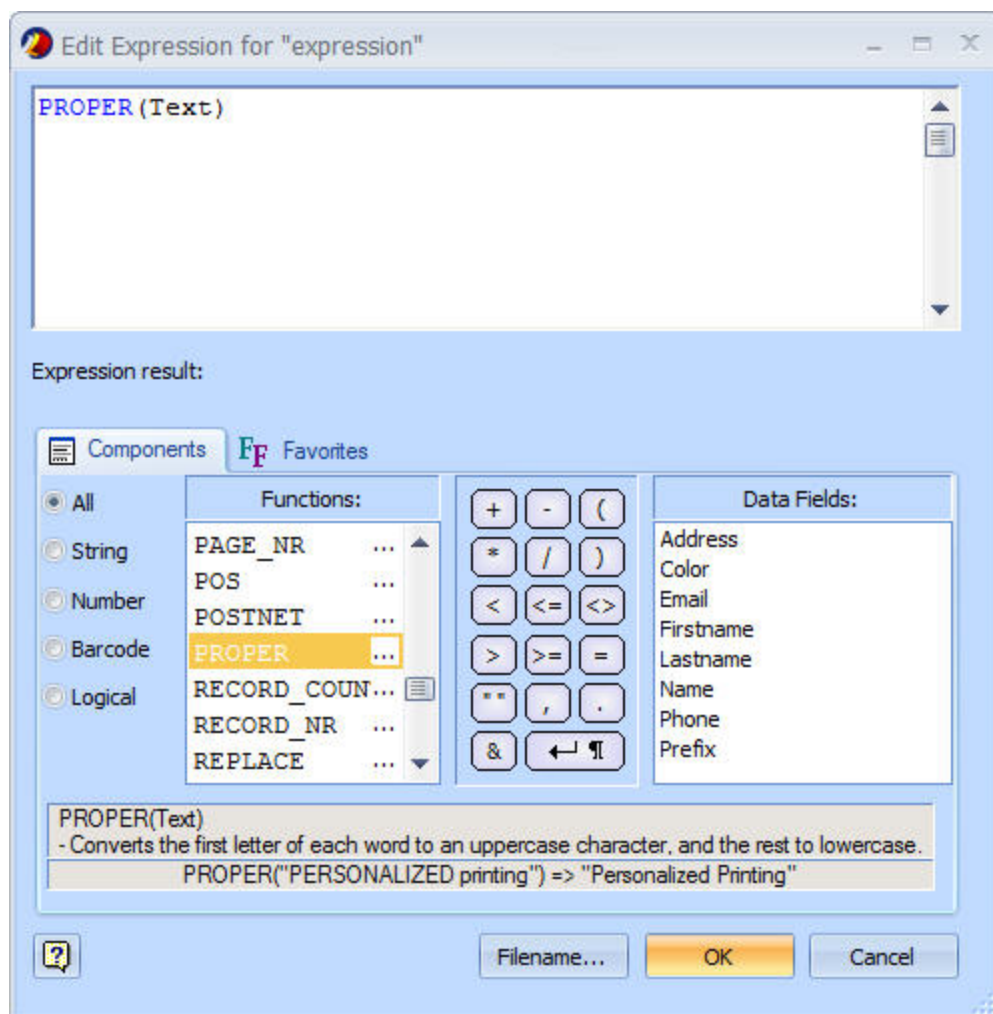 Edit Expression for "expression"
PROPER(Text)
Expression result:
Components
FF Favorites
All
String
Number
Barcode
Logical
Functions:
PAGE_NR ...
POS ...
POSTNET ...
PROPER ...
RECORD_COUN...
RECORD_NR ...
REPLACE ...
+ - (
* / )
< <= <>
> >= =
" " , .
& ↵ ¶
Data Fields:
Address
Color
Email
Firstname
Lastname
Name
Phone
Prefix
PROPER(Text)
- Converts the first letter of each word to an uppercase character, and the rest to lowercase.
PROPER("PERSONALIZED printing") => "Personalized Printing"
?
Filename...
OK
Cancel